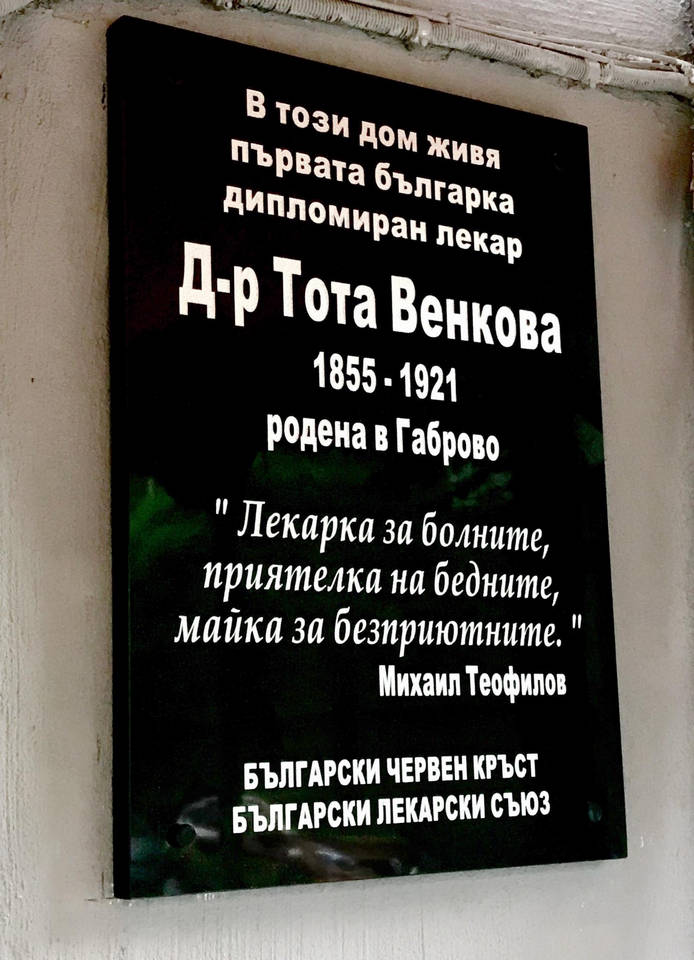 В този дом живя
първата българка
дипломиран лекар
Д-р Тота Венкова
1855 - 1921
родена в Габрово
" Лекарка за болните,
приятелка на бедните,
майка за безприютните. "
Михаил Теофилов
БЪЛГАРСКИ ЧЕРВЕН КРЪСТ
БЪЛГАРСКИ ЛЕКАРСКИ СЪЮЗ